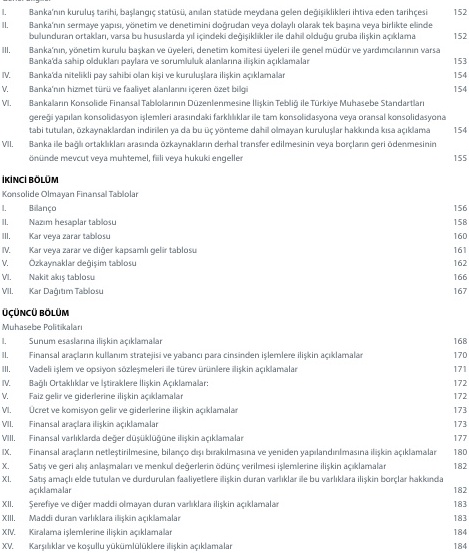 I. Banka'nın kuruluş tarihi, başlangıç statüsü, anılan statüde meydana gelen değişiklikleri ihtiva eden tarihçesi 152
II. Banka'nın sermaye yapısı, yönetim ve denetimini doğrudan veya dolaylı olarak tek başına veya birlikte elinde
bulunduran ortakları, varsa bu hususlarda yıl içindeki değişiklikler ile dahil olduğu gruba ilişkin açıklama 152
III. Banka'nın, yönetim kurulu başkan ve üyeleri, denetim komitesi üyeleri ile genel müdür ve yardımcılarının varsa
Banka'da sahip oldukları paylara ve sorumluluk alanlarına ilişkin açıklamalar 153
IV. Banka'da nitelikli pay sahibi olan kişi ve kuruluşlara ilişkin açıklamalar 154
V. Banka'nın hizmet türü ve faaliyet alanlarını içeren özet bilgi 154
VI. Bankaların Konsolide Finansal Tablolarının Düzenlenmesine İlişkin Tebliğ ile Türkiye Muhasebe Standartları
gereği yapılan konsolidasyon işlemleri arasındaki farklılıklar ile tam konsolidasyona veya oransal konsolidasyona
tabi tutulan, özkaynaklardan indirilen ya da bu üç yönteme dahil olmayan kuruluşlar hakkında kısa açıklama 154
VII. Banka ile bağlı ortaklıkları arasında özkaynakların derhal transfer edilmesinin veya borçların geri ödenmesinin
önünde mevcut veya muhtemel, fiili veya hukuki engeller 155
İKİNCİ BÖLÜM
Konsolide Olmayan Finansal Tablolar
I. Bilanço 156
II. Nazım hesaplar tablosu 158
III. Kar veya zarar tablosu 160
IV. Kar veya zarar ve diğer kapsamlı gelir tablosu 161
V. Özkaynaklar değişim tablosu 162
VI. Nakit akış tablosu 166
VII. Kar Dağıtım Tablosu 167
ÜÇÜNCÜ BÖLÜM
Muhasebe Politikaları
I. Sunum esaslarına ilişkin açıklamalar 168
II. Finansal araçların kullanım stratejisi ve yabancı para cinsinden işlemlere ilişkin açıklamalar 170
III. Vadeli işlem ve opsiyon sözleşmeleri ile türev ürünlere ilişkin açıklamalar 171
IV. Bağlı Ortaklıklar ve İştiraklere İlişkin Açıklamalar: 172
V. Faiz gelir ve giderlerine ilişkin açıklamalar 172
VI. Ücret ve komisyon gelir ve giderlerine ilişkin açıklamalar 173
VII. Finansal araçlara ilişkin açıklamalar 173
VIII. Finansal varlıklarda değer düşüklüğüne ilişkin açıklamalar 177
IX. Finansal araçların netleştirilmesine, bilanço dışı bırakılmasına ve yeniden yapılandırılmasına ilişkin açıklamalar 180
X. Satış ve geri alış anlaşmaları ve menkul değerlerin ödünç verilmesi işlemlerine ilişkin açıklamalar 182
XI. Satış amaçlı elde tutulan ve durdurulan faaliyetlere ilişkin duran varlıklar ile bu varlıklara ilişkin borçlar hakkında
açıklamalar 182
XII. Şerefiye ve diğer maddi olmayan duran varlıklara ilişkin açıklamalar 183
XIII. Maddi duran varlıklara ilişkin açıklamalar 183
XIV. Kiralama işlemlerine ilişkin açıklamalar 184
XV. Karşılıklar ve koşullu yükümlülüklere ilişkin açıklamalar 184